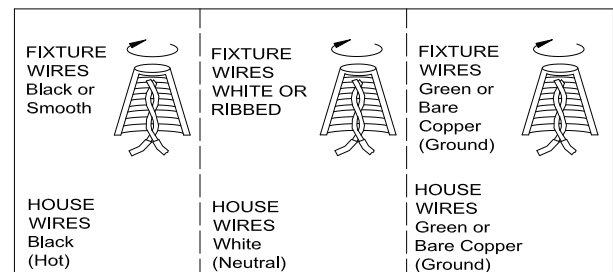 FIXTURE
WIRES
Black or
Smooth
HOUSE
WIRES
Black
(Hot)
FIXTURE
WIRES
WHITE OR
RIBBED
HOUSE
WIRES
White
(Neutral)
FIXTURE
WIRES
Green or
Bare
Copper
(Ground)
HOUSE
WIRES
Green or
Bare Copper
(Ground)